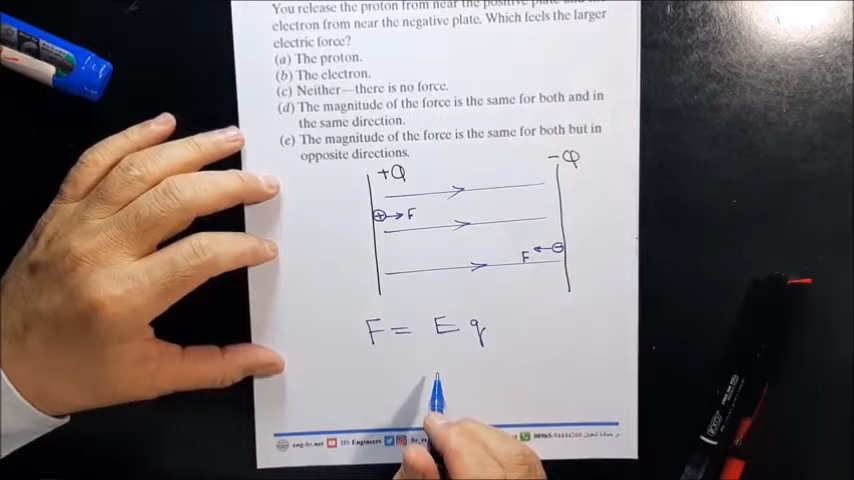 You release the proton from near the positive plate and the
electron from near the negative plate. Which feels the larger
electric force?
(a) The proton.
(b) The electron.
(c) Neither—there is no force.
(d) The magnitude of the force is the same for both and in
the same direction.
(e) The magnitude of the force is the same for both but in
opposite directions.
+Q
-Q
+ F
F -
F = E q
eng-hs.net HS Engineers